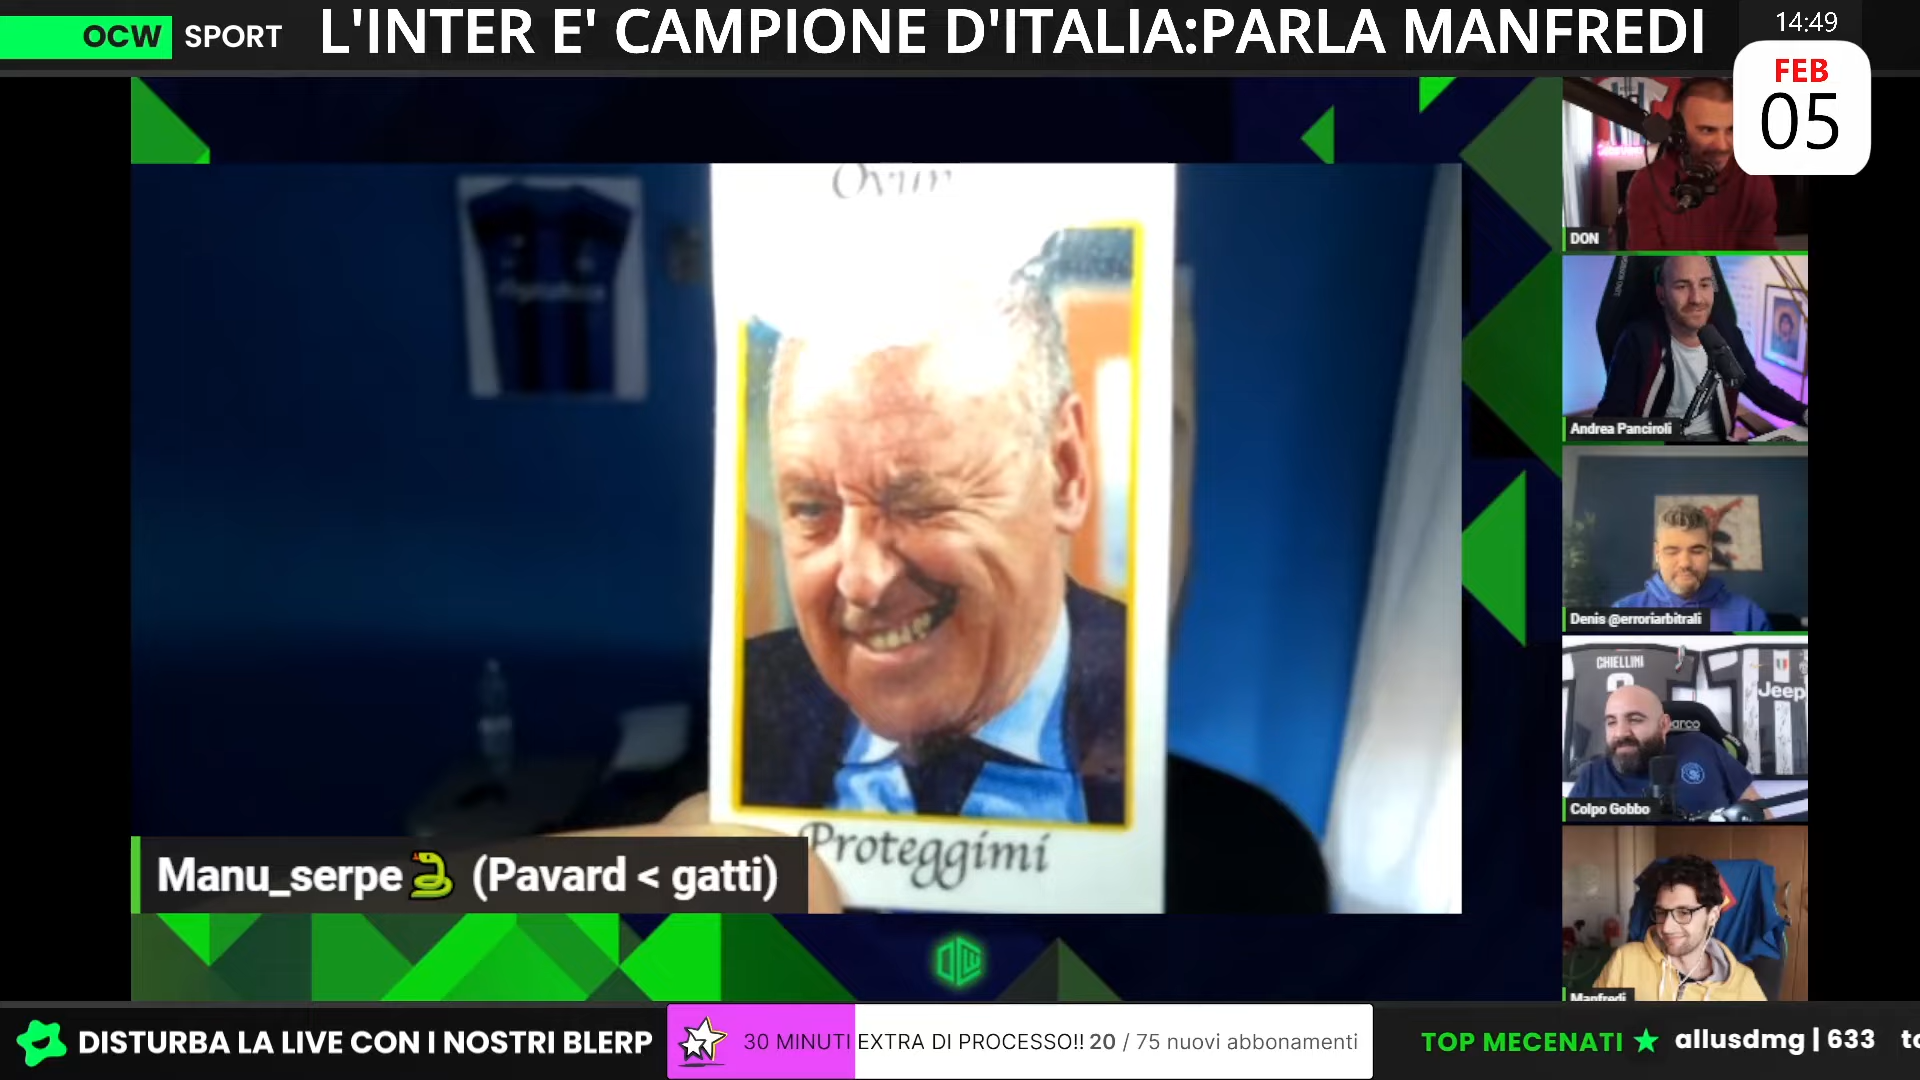 OCW SPORT
L'INTER E' CAMPIONE D'ITALIA:PARLA MANFREDI
14:49
FEB
05
DON
Andrea Panciroli
Denis @erroriarbitrali
CHIELLINI
Jeep
Colpo Gobbo
Manfredi
Proteggimi
Manu_serpe🐍 (Pavard < gatti)
DISTURBA LA LIVE CON I NOSTRI BLERP
30 MINUTI EXTRA DI PROCESSO!! 20 / 75 nuovi abbonamenti
TOP MECENATI ★ allusdmg | 633